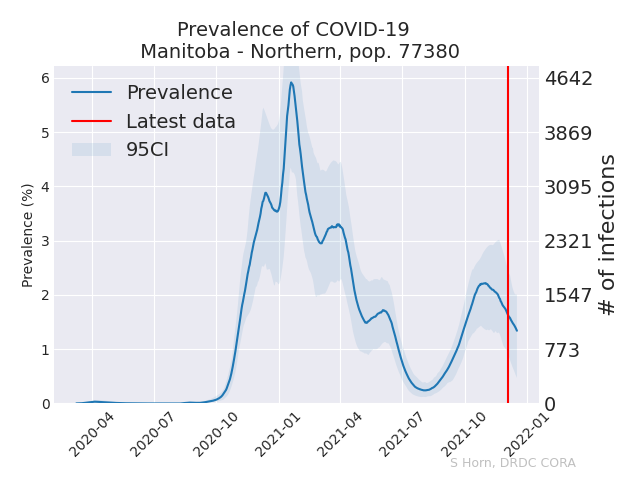 Prevalence of COVID-19
Manitoba - Northern, pop. 77380
Prevalence
Latest data
95CI
Prevalence (%)
6
5
4
3
2
1
0
4642
3869
3095
2321
1547
773
0
# of infections
2020-04
2020-07
2020-10
2021-01
2021-04
2021-07
2021-10
2022-01
S Horn, DRDC CORA